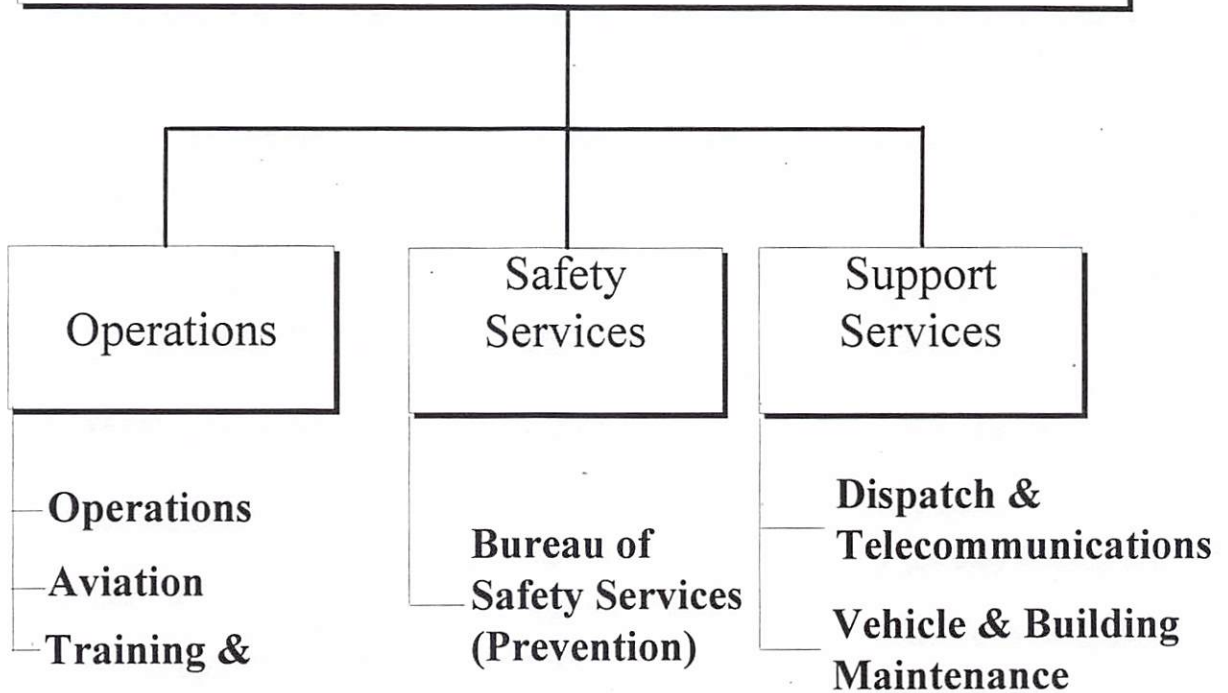 Operations
Safety
Services
Support
Services
Operations
Aviation
Training &
Bureau of
Safety Services
(Prevention)
Dispatch &
Telecommunications
Vehicle & Building
Maintenance